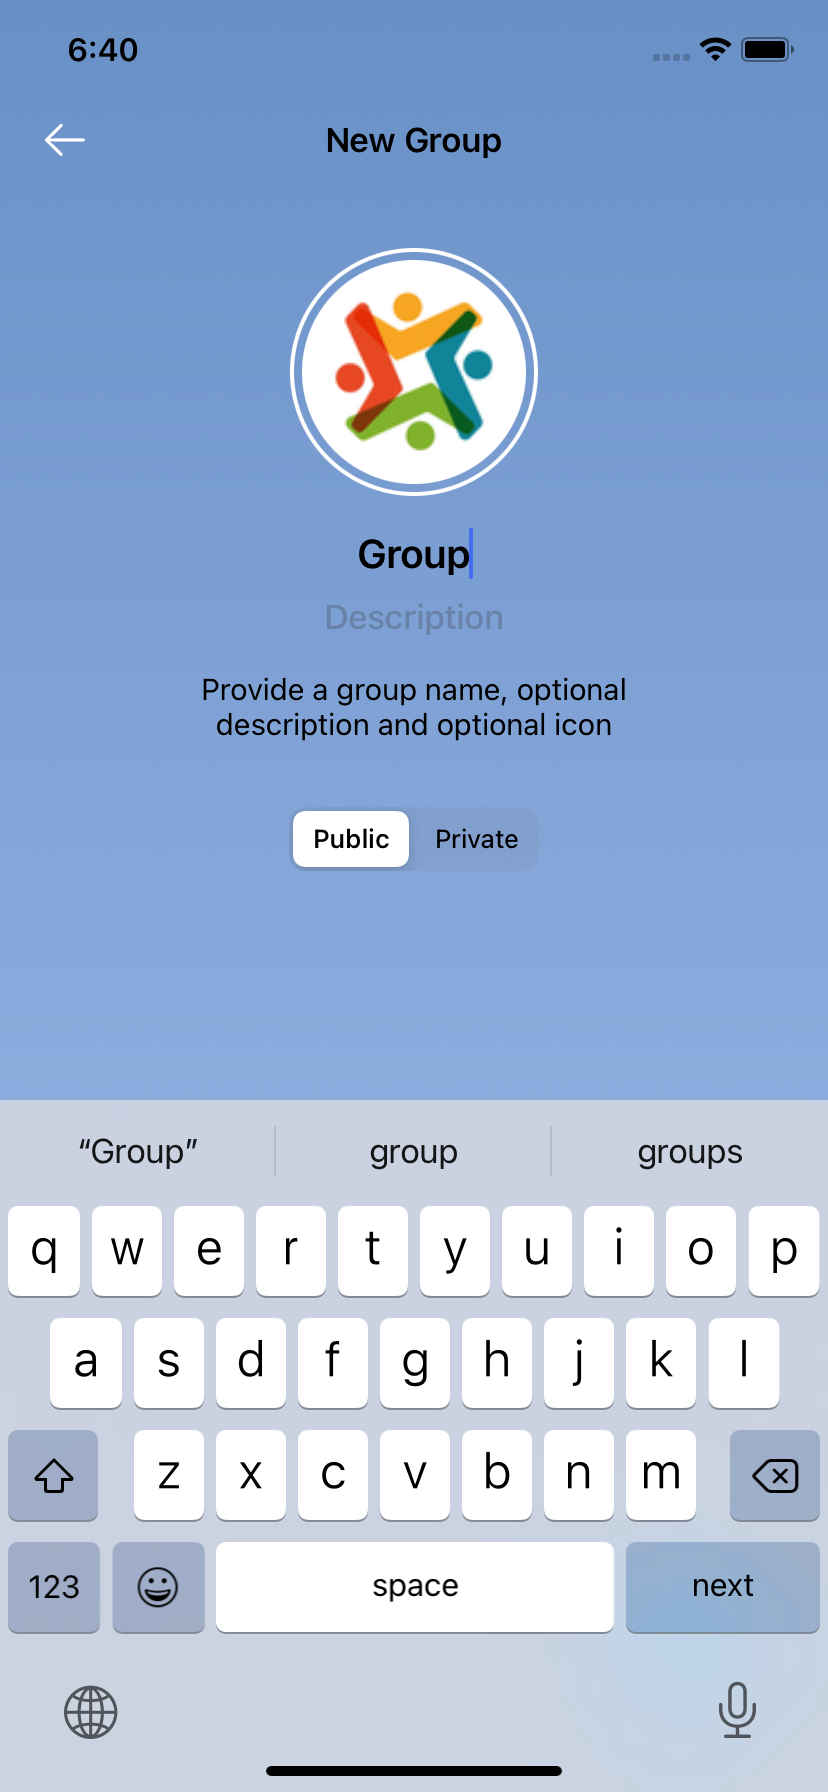 6:40
New Group
Group
Description
Provide a group name, optional
description and optional icon
Public Private
“Group” group groups
q w e r t y u i o p
a s d f g h j k l
z x c v b n m
123 space next